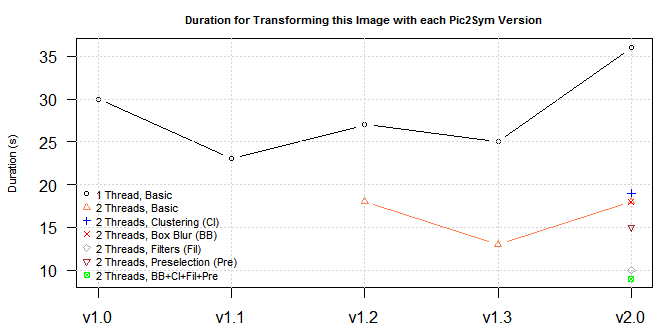 Duration for Transforming this Image with each Pic2Sym Version
Duration (s)
35
30
25
20
15
10
1 Thread, Basic
2 Threads, Basic
2 Threads, Clustering (Cl)
2 Threads, Box Blur (BB)
2 Threads, Filters (Fil)
2 Threads, Preselection (Pre)
2 Threads, BB+Cl+Fil+Pre
v1.0 v1.1 v1.2 v1.3 v2.0